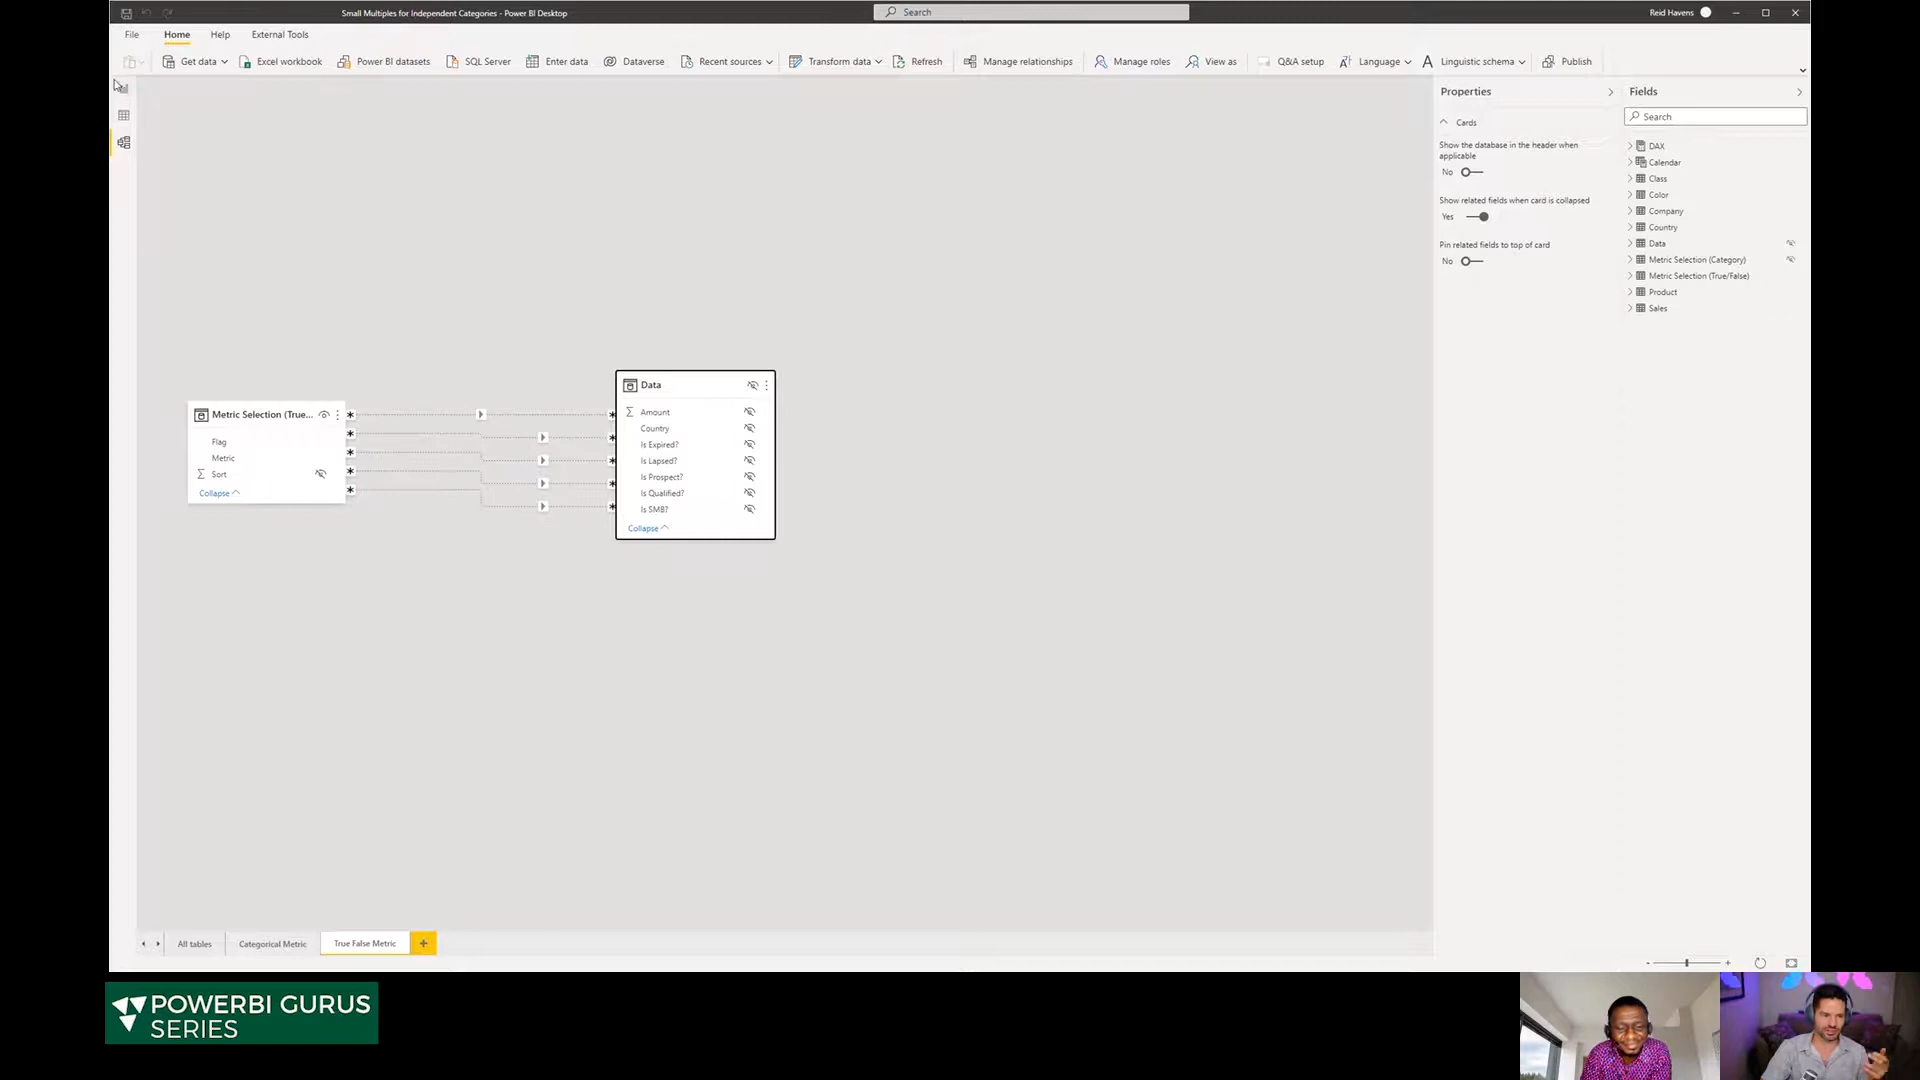 Small Multiples for Independent Categories - Power BI Desktop
Search
Reid Havens
File
Home
Help
External Tools
Get data
Excel workbook
Power BI datasets
SQL Server
Enter data
Dataverse
Recent sources
Transform data
Refresh
Manage relationships
Manage roles
View as
Q&A setup
Language
Linguistic schema
Publish
Properties
Cards
Show the database in the header when
applicable
No
Show related fields when card is collapsed
Yes
Pin related fields to top of card
No
Fields
Search
DAX
Calendar
Class
Color
Company
Country
Data
Metric Selection (Category)
Metric Selection (True/False)
Product
Sales
Metric Selection (True...
Flag
Metric
Sort
Collapse
Data
Amount
Country
Is Expired?
Is Lapsed?
Is Prospect?
Is Qualified?
Is SMB?
Collapse
All tables
Categorical Metric
True False Metric
POWERBI GURUS
SERIES